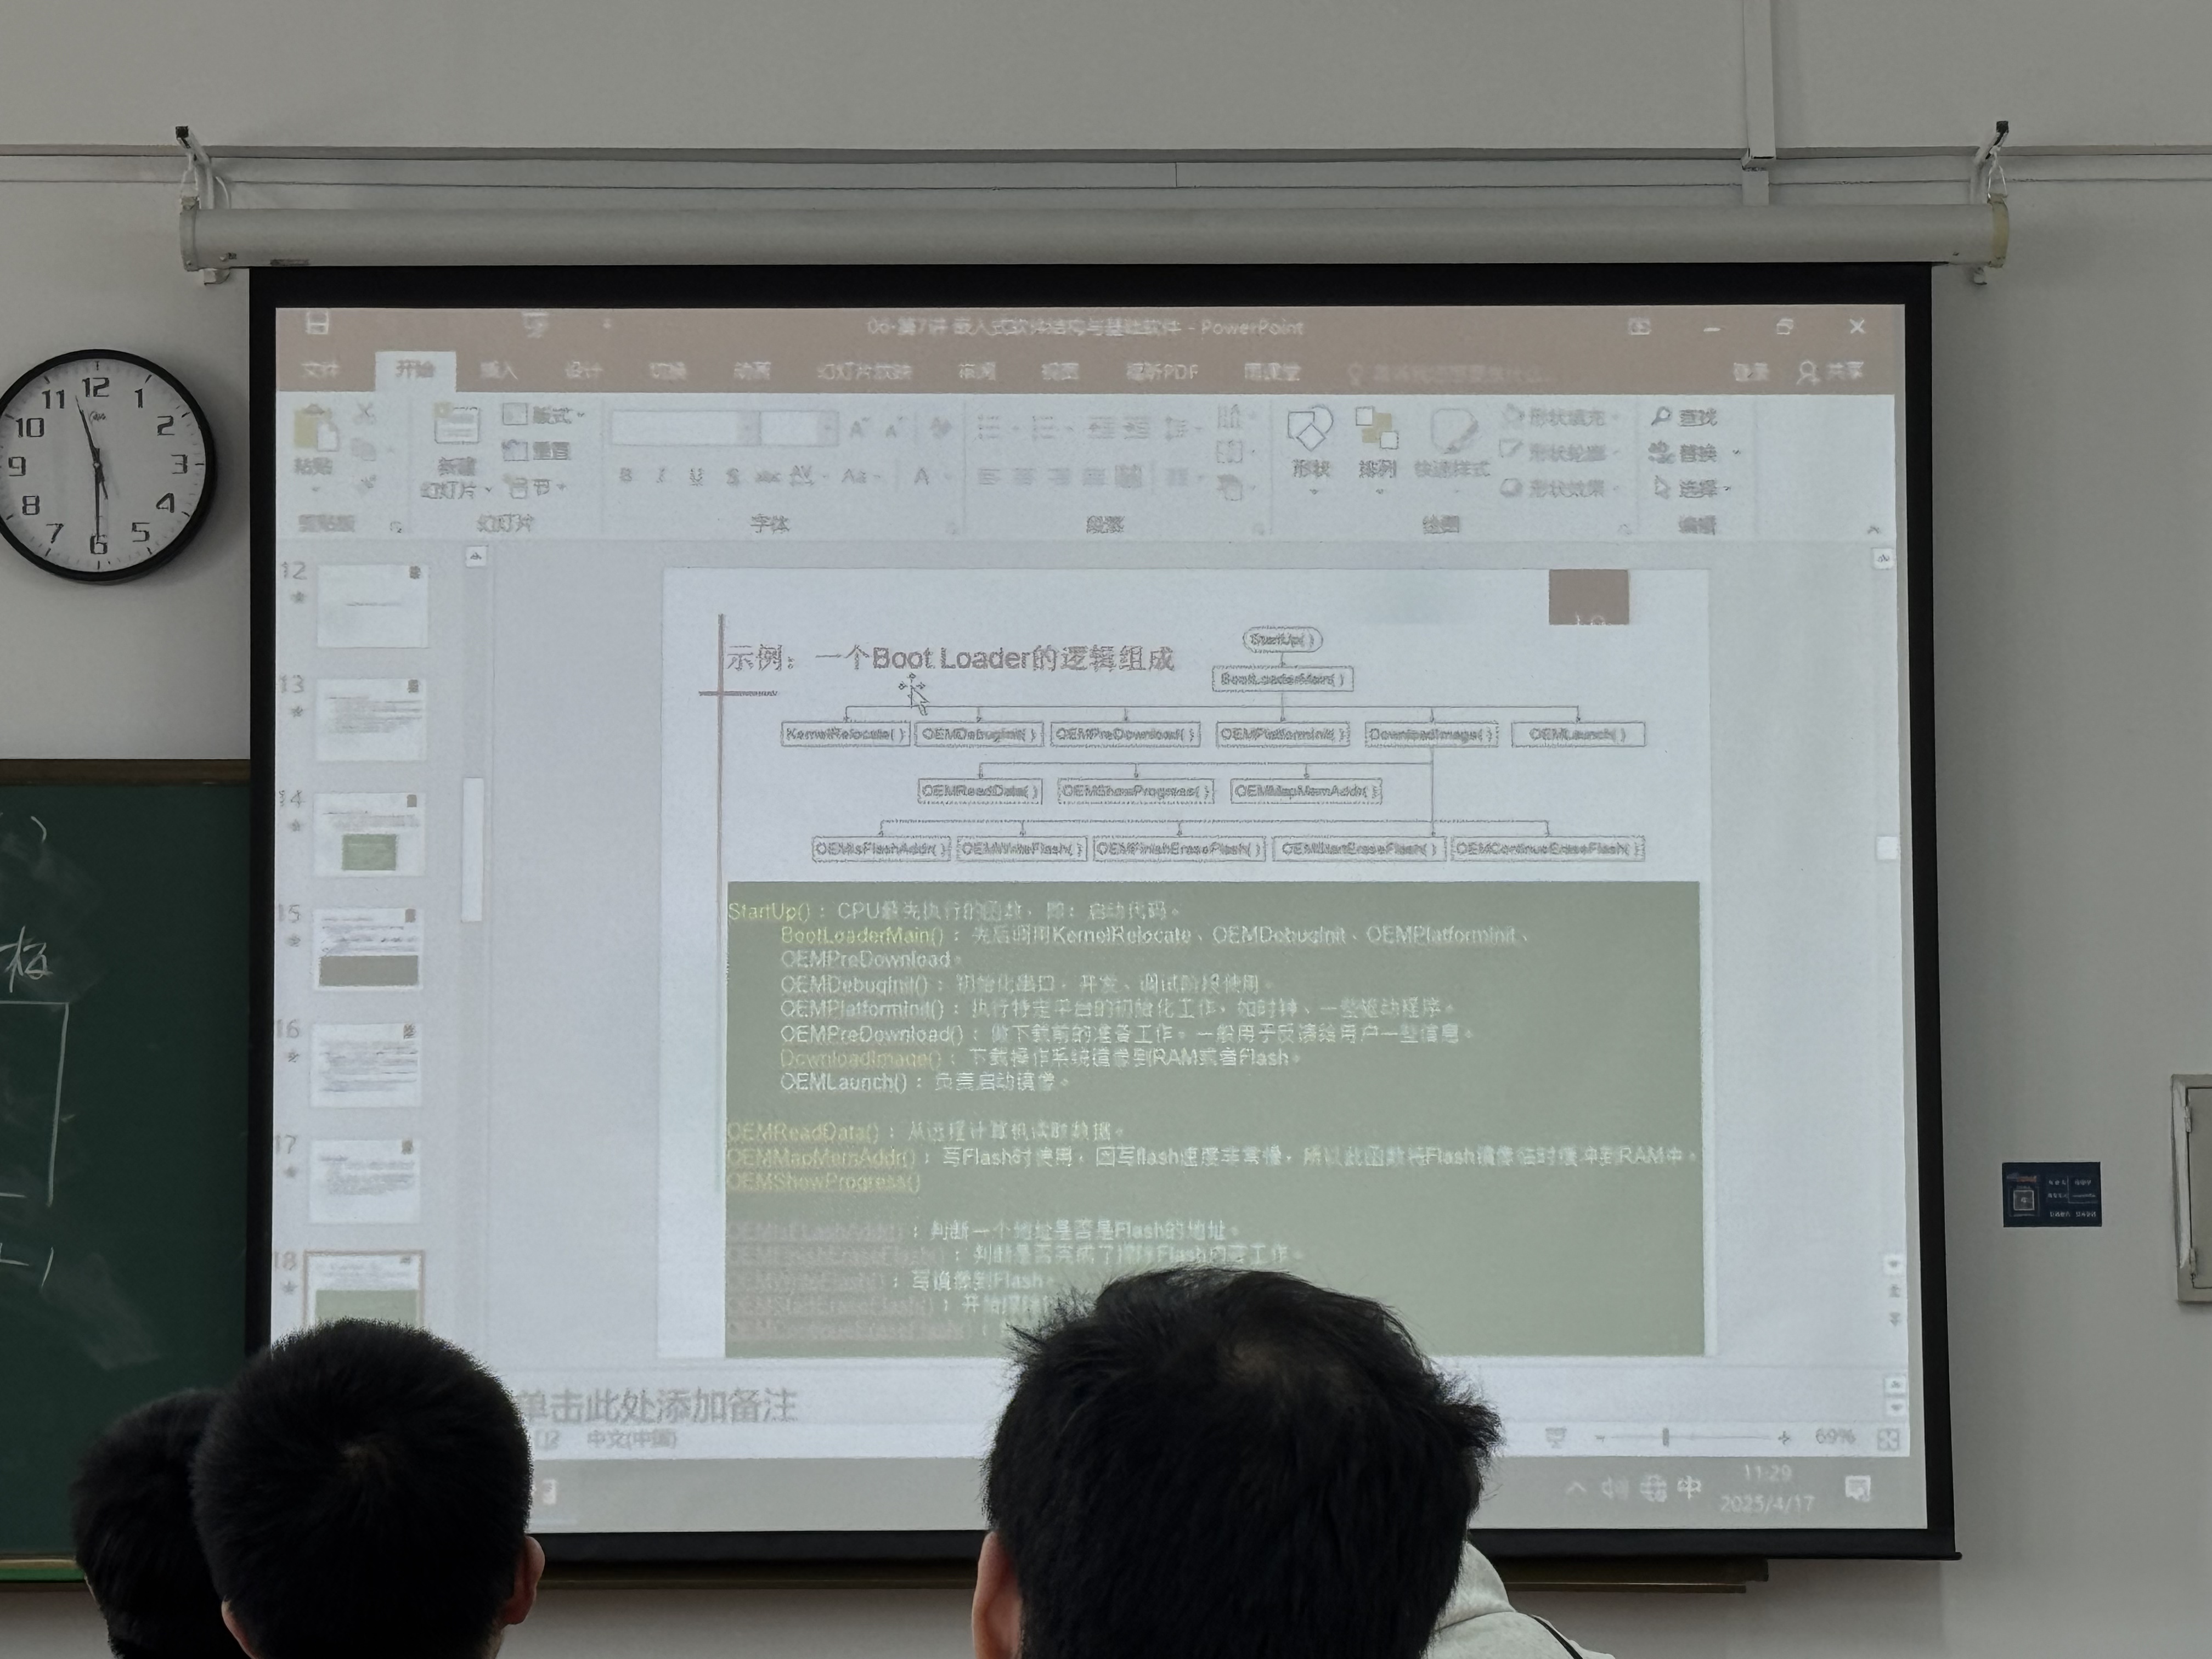 06-第7讲 嵌入式软件结构与基础软件 - PowerPoint
文件 开始 插入 设计 切换 动画 幻灯片放映 审阅 视图 福昕PDF 雨课堂 登录 共享
粘贴 新建 幻灯片 版式 重置 节
B I U S abc AV Aa A
形状 排列 快速样式 形状填充 形状轮廓 形状效果 查找 替换 选择
剪贴板 幻灯片 字体 段落 绘图 编辑
12
13
14
15
16
17
18
示例：一个Boot Loader的逻辑组成
StartUp( )
BootLoaderMain( )
KernelRelocate( ) OEMDebugInit( ) OEMPreDownload( ) OEMPlatformInit( ) DownloadImage( ) OEMLaunch( )
OEMReadData( ) OEMShowProgress( ) OEMMapMemAddr( )
OEMIsFlashAddr( ) OEMWriteFlash( ) OEMFinishEraseFlash( ) OEMStartEraseFlash( ) OEMContinueEraseFlash( )
StartUp()：CPU最先执行的函数，即：启动代码。
BootLoaderMain()：先后调用KernelRelocate、OEMDebugInit、OEMPlatformInit、
OEMPreDownload。
OEMDebugInit()：初始化串口，开发、调试阶段使用。
OEMPlatformInit()：执行特定平台的初始化工作，如时钟、一些驱动程序。
OEMPreDownload()：做下载前的准备工作。一般用于反馈给用户一些信息。
DownloadImage()：下载操作系统镜像到RAM或者Flash。
OEMLaunch()：负责启动镜像。
OEMReadData()：从远程计算机读取数据。
OEMMapMemAddr()：写Flash时使用，因写flash速度非常慢，所以此函数将Flash镜像临时缓冲到RAM中。
OEMShowProgress()
OEMIsFlashAddr()：判断一个地址是否是Flash的地址。
OEMFinishEraseFlash()：判断是否完成了擦除Flash的工作。
OEMWriteFlash()：写镜像到Flash。
OEMStartEraseFlash()：开始擦除
OEMContinueEraseFlash()：
单击此处添加备注
中文(中国)
69%
中
11:29
2025/4/17
12 1 2 3 4 5 6 7 8 9 10 11
板